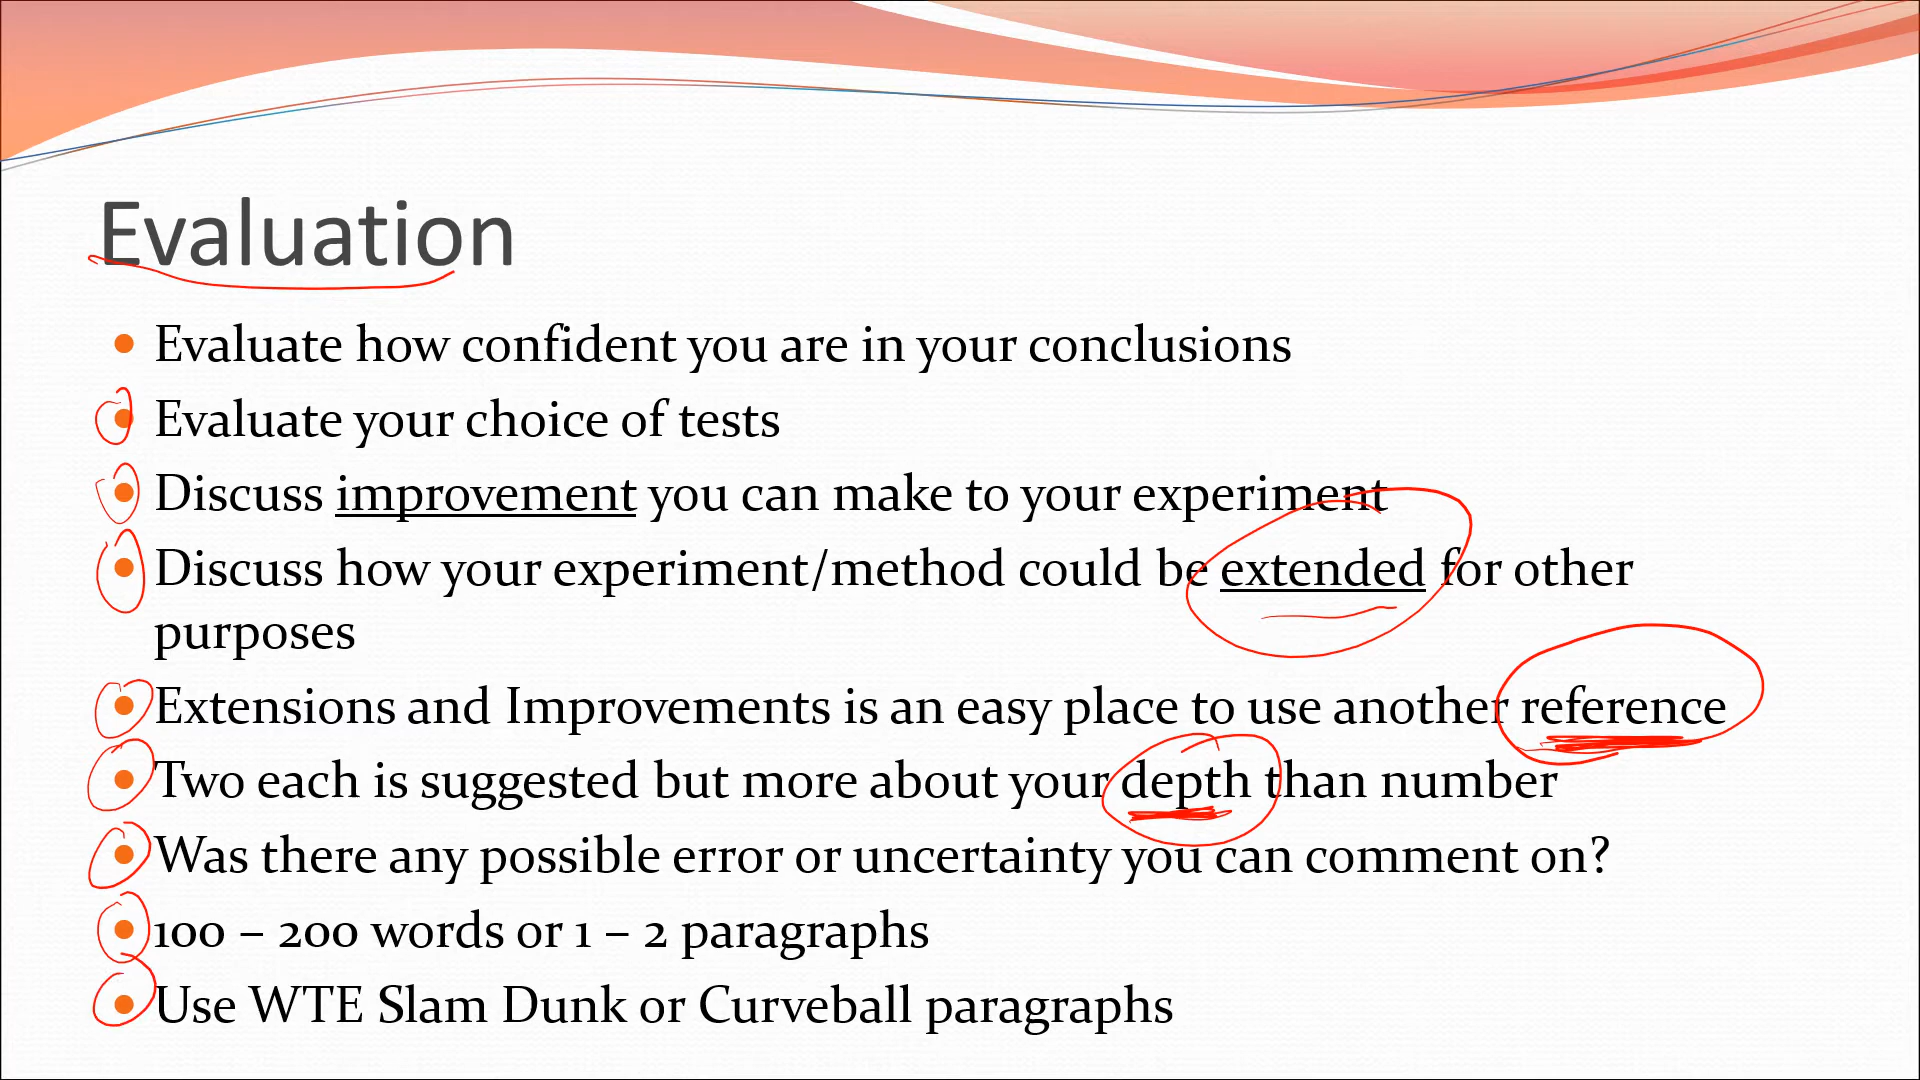 Evaluation
Evaluate how confident you are in your conclusions
Evaluate your choice of tests
Discuss improvement you can make to your experiment
Discuss how your experiment/method could be extended for other
purposes
Extensions and Improvements is an easy place to use another reference
Two each is suggested but more about your depth than number
Was there any possible error or uncertainty you can comment on?
100 – 200 words or 1 – 2 paragraphs
Use WTE Slam Dunk or Curveball paragraphs